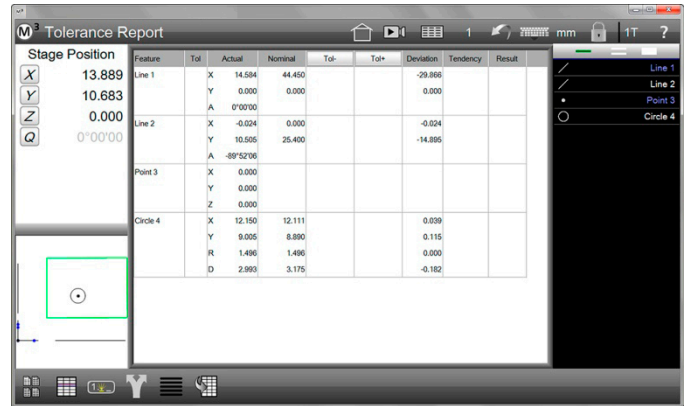 M³ Tolerance Report 1 mm 1T ?
Stage Position
X 13.889
Y 10.683
Z 0.000
Q 0°00'00
Feature Tol Actual Nominal Tol- Tol+ Deviation Tendency Result
Line 1 X 14.584 44.450 -29.866
Y 0.000 0.000 0.000
A 0°00'00
Line 2 X -0.024 0.000 -0.024
Y 10.505 25.400 -14.895
A -89°52'06
Point 3 X 0.000
Y 0.000
Z 0.000
Circle 4 X 12.150 12.111 0.039
Y 9.005 8.890 0.115
R 1.496 1.496 0.000
D 2.993 3.175 -0.182
Line 1
Line 2
Point 3
Circle 4